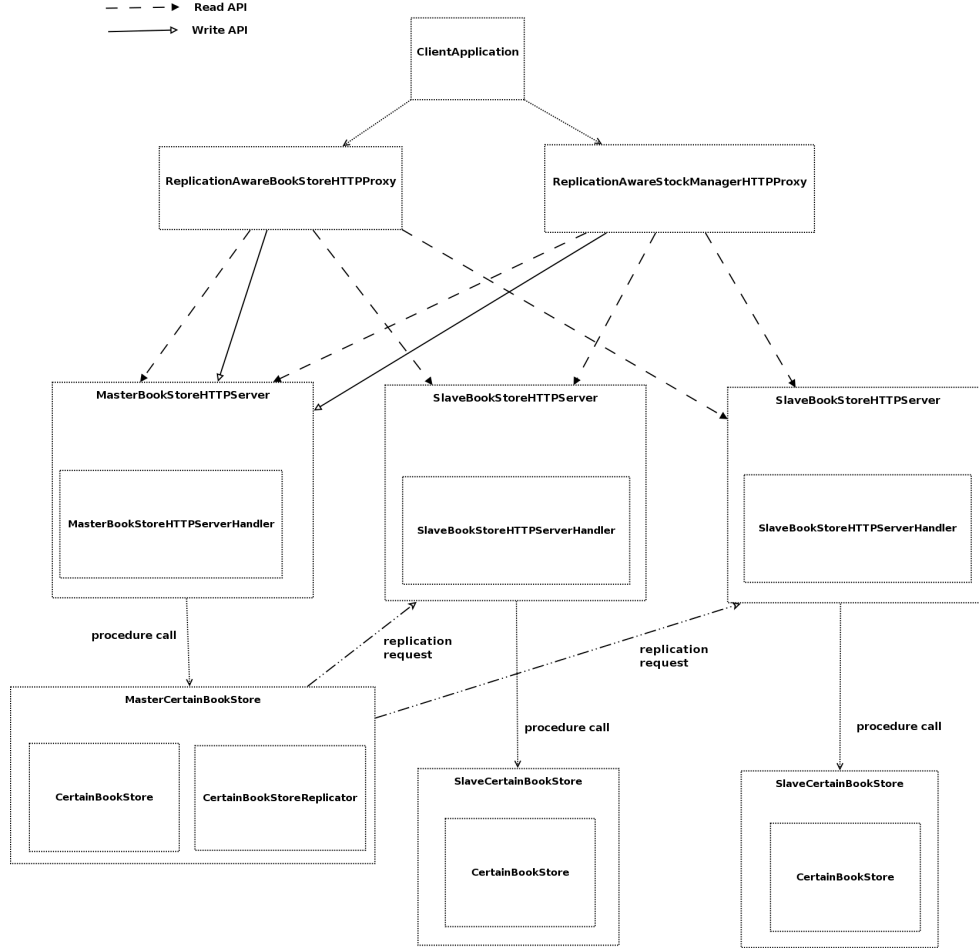 Read API
Write API
ClientApplication
ReplicationAwareBookStoreHTTPProxy
ReplicationAwareStockManagerHTTPProxy
MasterBookStoreHTTPServer
SlaveBookStoreHTTPServer
SlaveBookStoreHTTPServer
MasterBookStoreHTTPServerHandler
SlaveBookStoreHTTPServerHandler
SlaveBookStoreHTTPServerHandler
procedure call
replication
request
replication
request
MasterCertainBookStore
procedure call
procedure call
CertainBookStore
CertainBookStoreReplicator
SlaveCertainBookStore
SlaveCertainBookStore
CertainBookStore
CertainBookStore